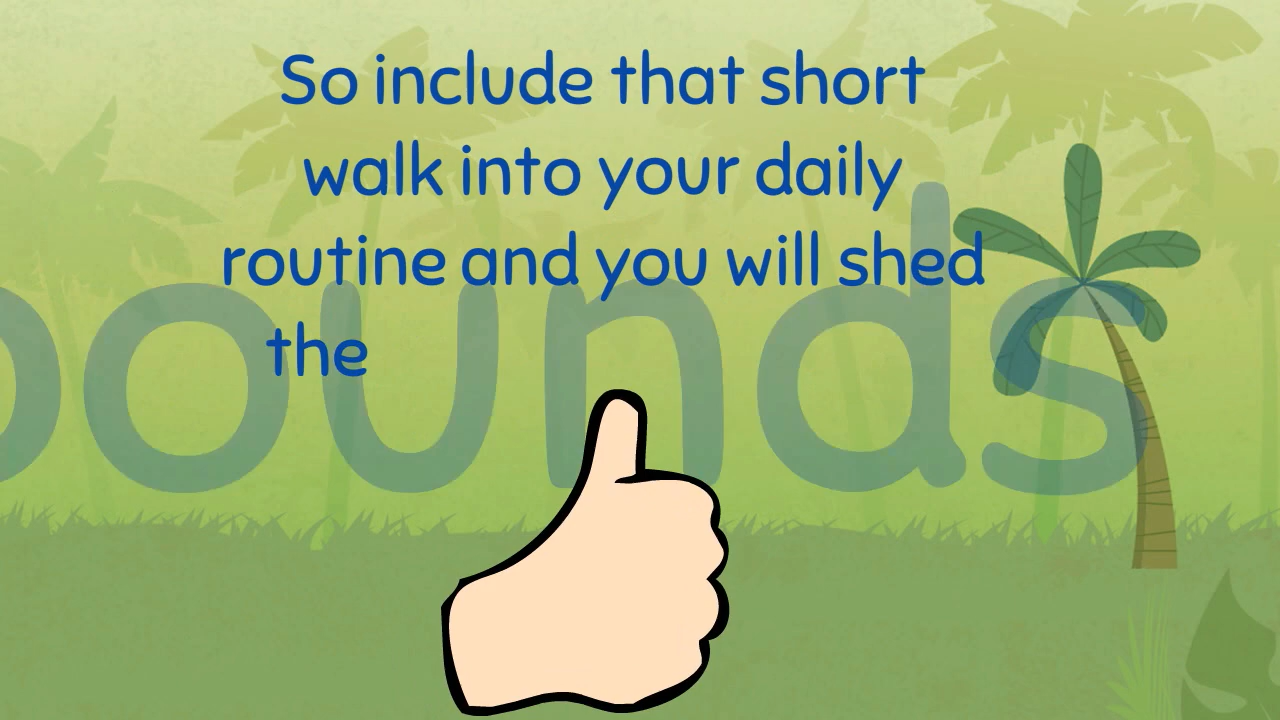 So include that short
walk into your daily
routine and you will shed
the
pounds